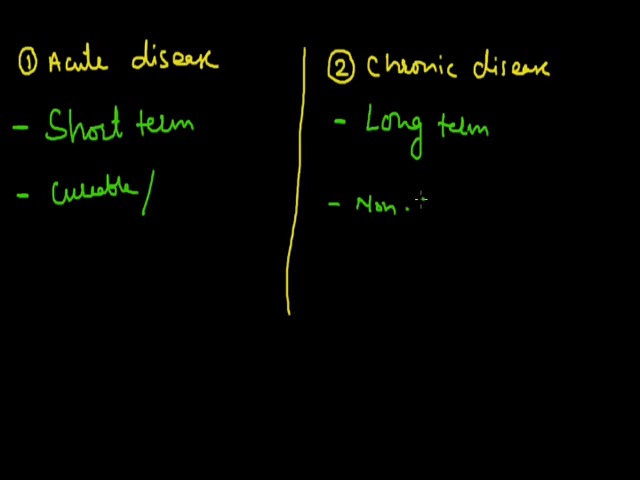 ① Acute disease
- Short term
- Curable/
② Chronic disease
- Long term
- Non.